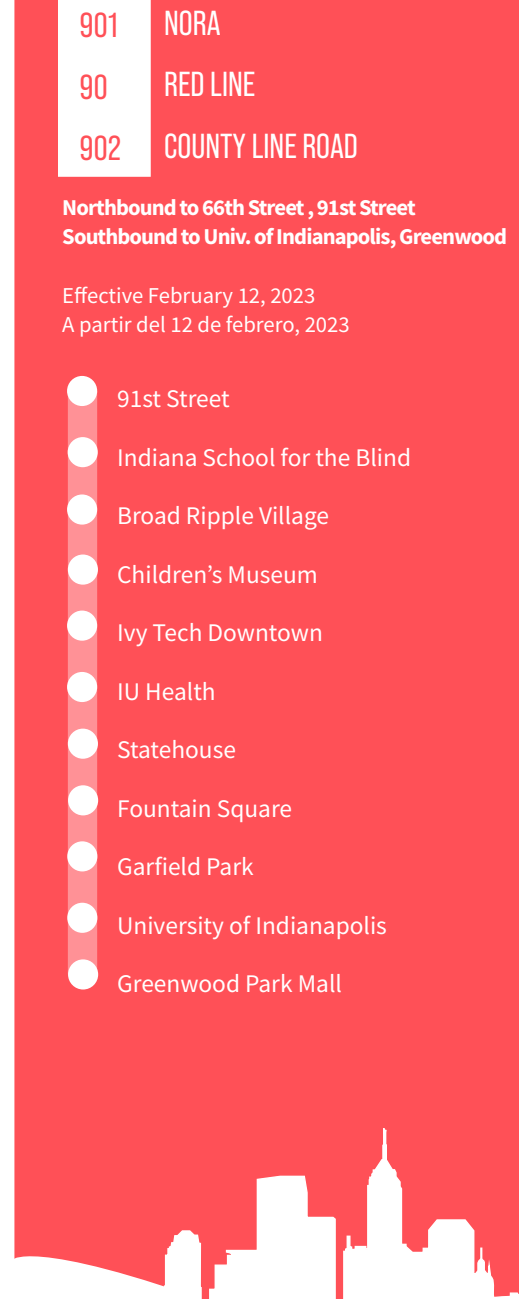 901 NORA
90 RED LINE
902 COUNTY LINE ROAD
Northbound to 66th Street , 91st Street
Southbound to Univ. of Indianapolis, Greenwood
Effective February 12, 2023
A partir del 12 de febrero, 2023
91st Street
Indiana School for the Blind
Broad Ripple Village
Children’s Museum
Ivy Tech Downtown
IU Health
Statehouse
Fountain Square
Garfield Park
University of Indianapolis
Greenwood Park Mall